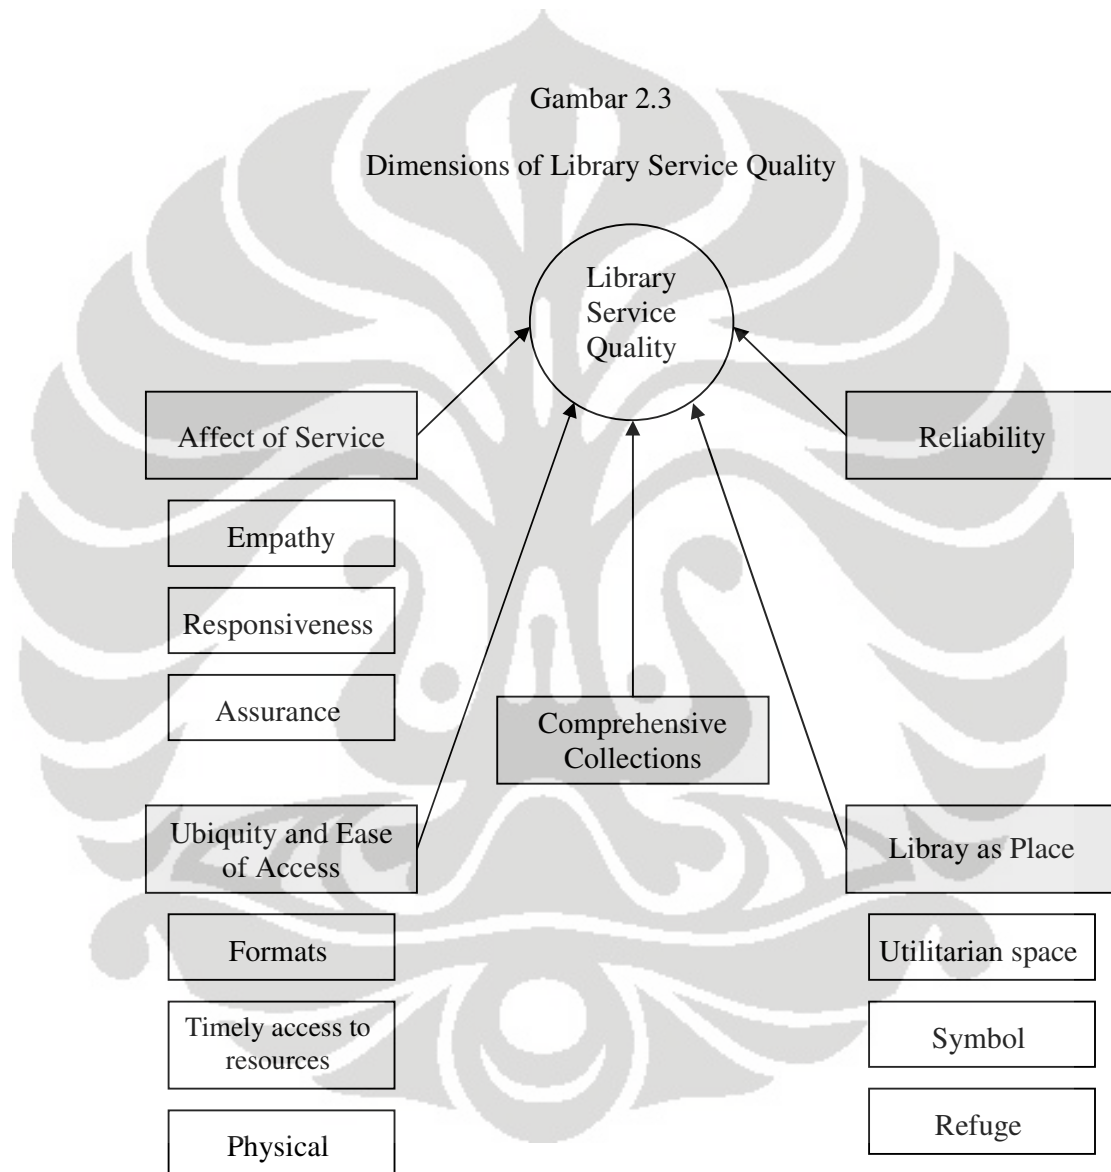 Gambar 2.3
Dimensions of Library Service Quality
Library
Service
Quality
Affect of Service
Reliability
Empathy
Responsiveness
Assurance
Comprehensive
Collections
Ubiquity and Ease
of Access
Libray as Place
Formats
Utilitarian space
Timely access to
resources
Symbol
Physical
Refuge